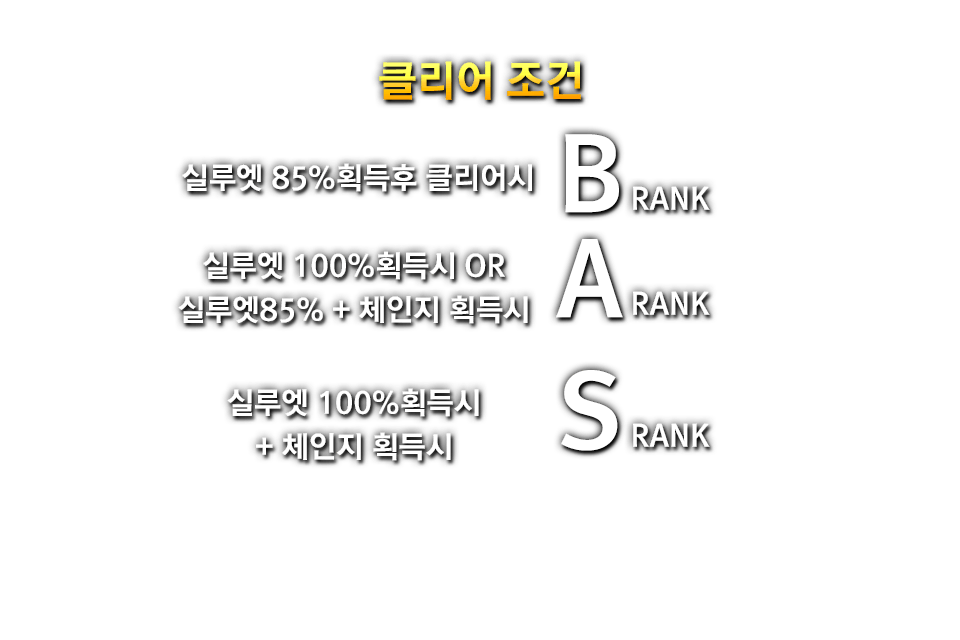 클리어 조건
실루엣 85%획득후 클리어시 B RANK
실루엣 100%획득시 OR
실루엣85% + 체인지 획득시 A RANK
실루엣 100%획득시
+ 체인지 획득시 S RANK